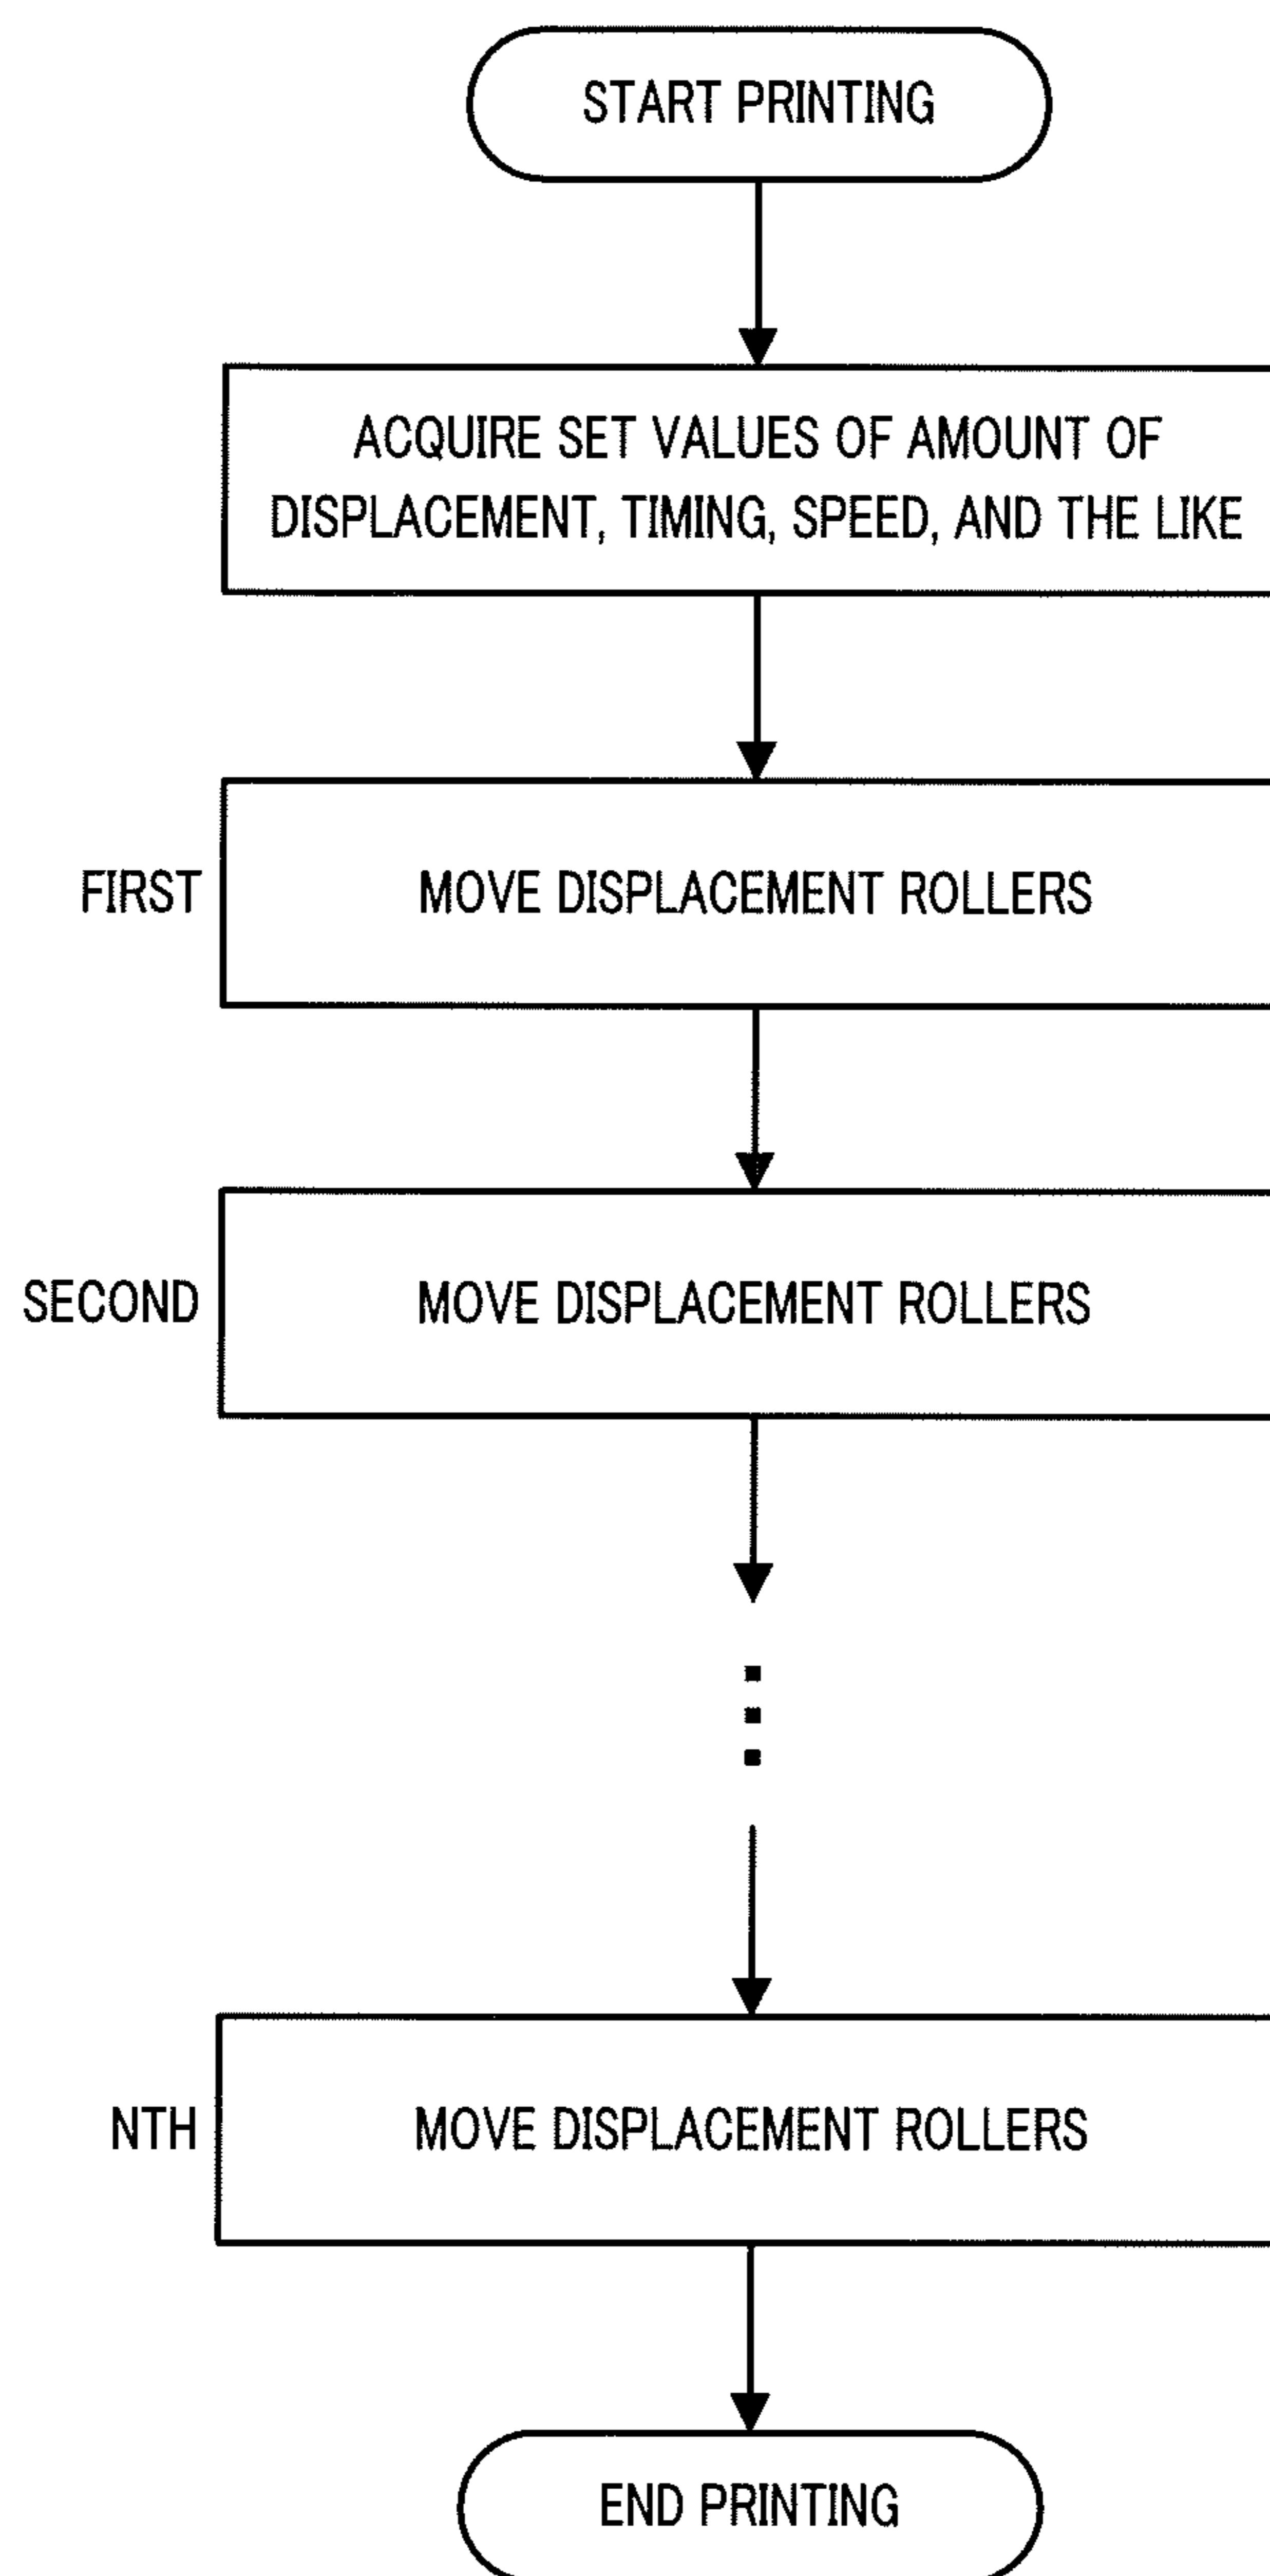 START PRINTING
ACQUIRE SET VALUES OF AMOUNT OF
DISPLACEMENT, TIMING, SPEED, AND THE LIKE
FIRST
MOVE DISPLACEMENT ROLLERS
SECOND
MOVE DISPLACEMENT ROLLERS
NTH
MOVE DISPLACEMENT ROLLERS
END PRINTING